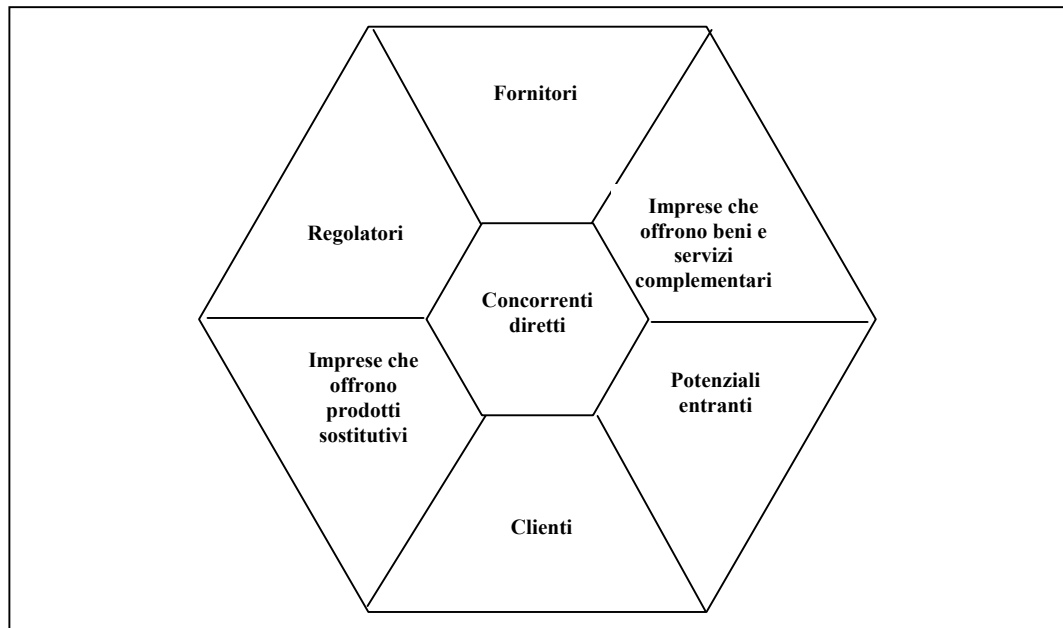 Fornitori
Regolatori
Imprese che
offrono beni e
servizi
complementari
Concorrenti
diretti
Imprese che
offrono
prodotti
sostitutivi
Potenziali
entranti
Clienti